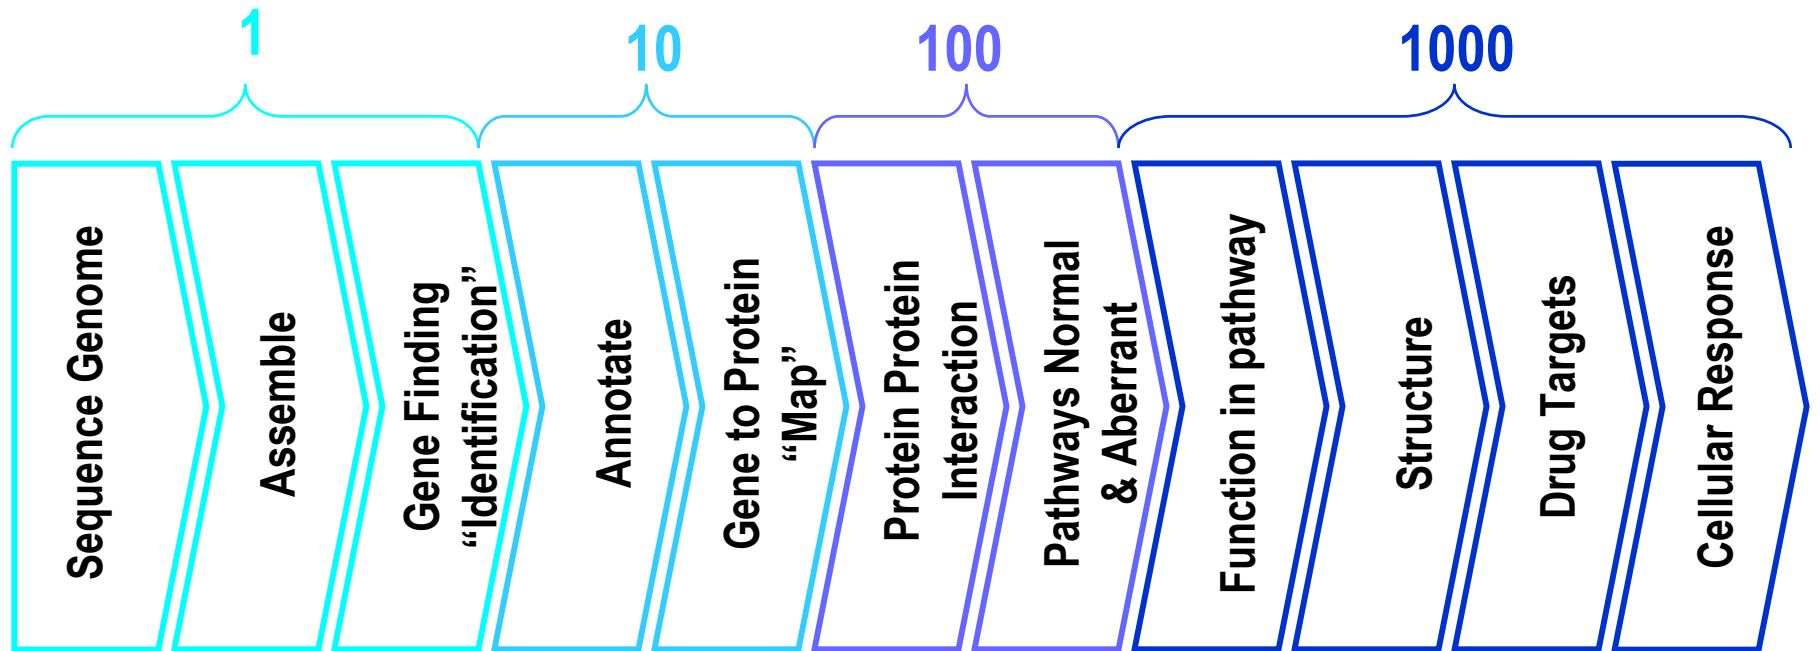 1
10
100
1000
Sequence Genome
Assemble
Gene Finding
“Identification”
Annotate
Gene to Protein
“Map”
Protein Protein
Interaction
Pathways Normal
& Aberrant
Function in pathway
Structure
Drug Targets
Cellular Response